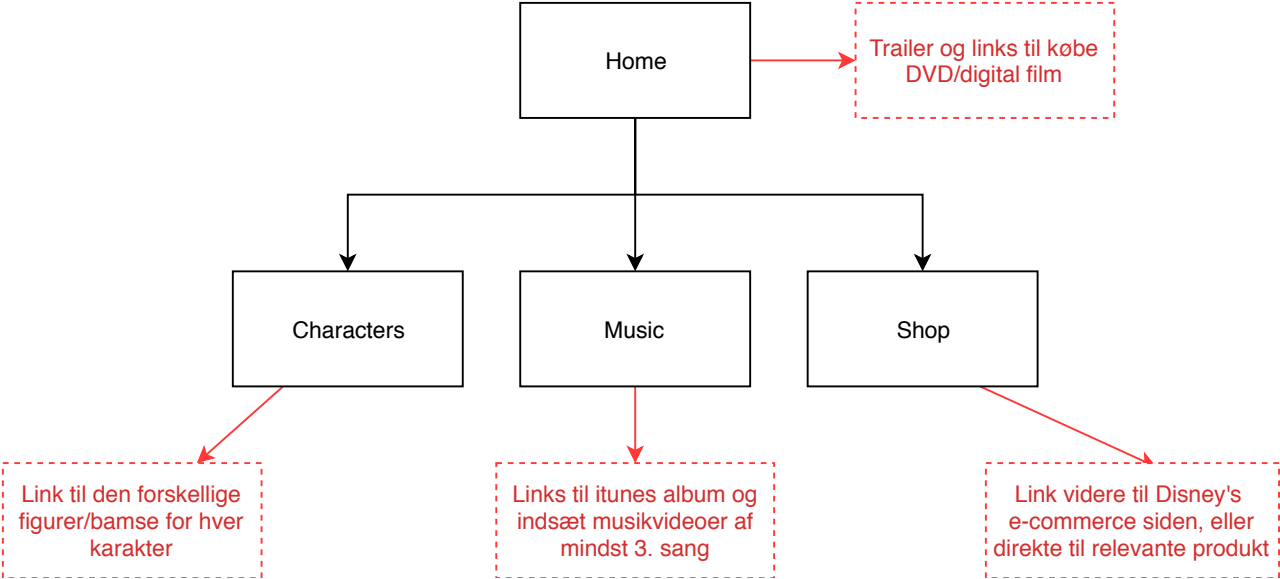 Home
Trailer og links til købe
DVD/digital film
Characters
Music
Shop
Link til den forskellige
figurer/bamse for hver
karakter
Links til itunes album og
indsæt musikvideoer af
mindst 3. sang
Link videre til Disney's
e-commerce siden, eller
direkte til relevante produkt